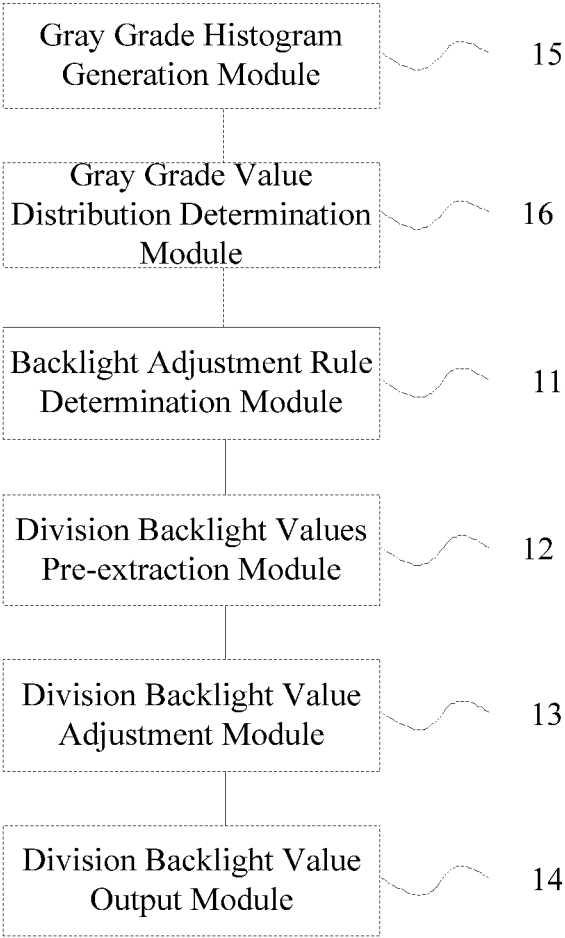 Gray Grade Histogram
Generation Module
15
Gray Grade Value
Distribution Determination
Module
16
Backlight Adjustment Rule
Determination Module
11
Division Backlight Values
Pre-extraction Module
12
Division Backlight Value
Adjustment Module
13
Division Backlight Value
Output Module
14